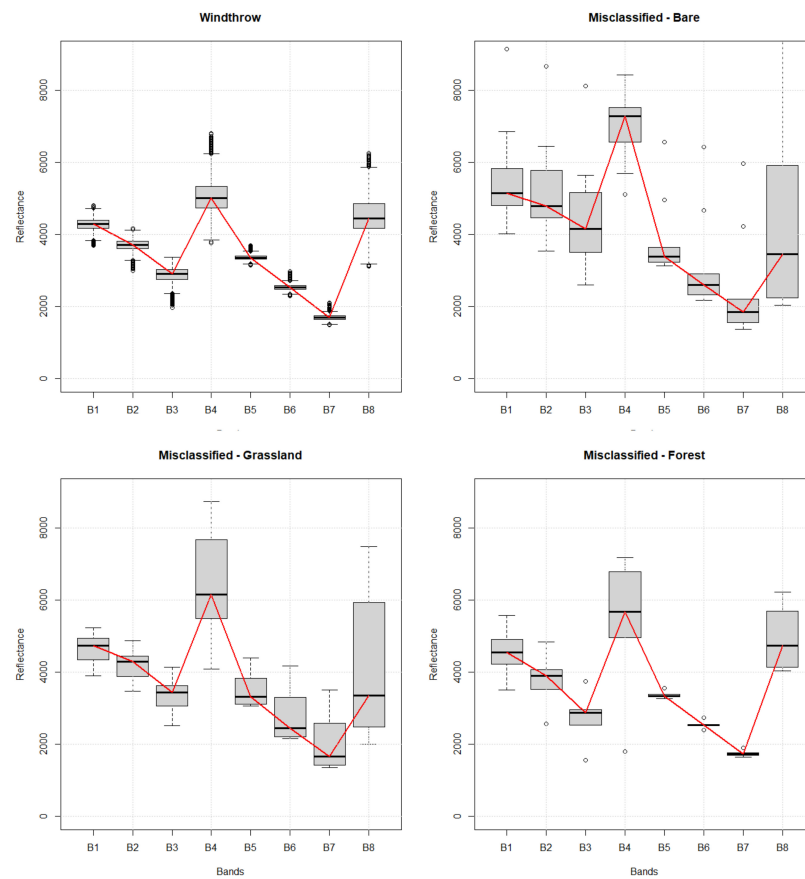 Windthrow
Reflectance
8000
6000
4000
2000
0
B1 B2 B3 B4 B5 B6 B7 B8
Misclassified - Bare
Reflectance
8000
6000
4000
2000
0
B1 B2 B3 B4 B5 B6 B7 B8
Misclassified - Grassland
Reflectance
8000
6000
4000
2000
0
B1 B2 B3 B4 B5 B6 B7 B8
Bands
Misclassified - Forest
Reflectance
8000
6000
4000
2000
0
B1 B2 B3 B4 B5 B6 B7 B8
Bands